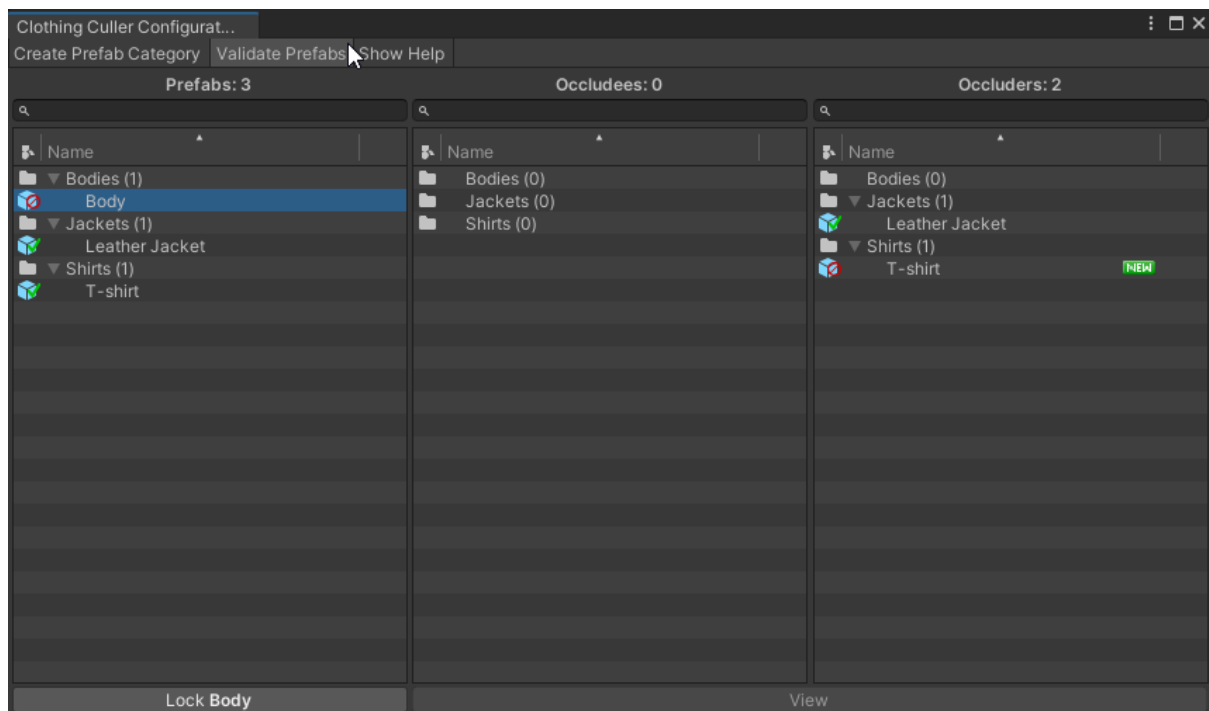 Clothing Culler Configurat...
Create Prefab Category Validate Prefabs Show Help
Prefabs: 3 Occludees: 0 Occluders: 2
Name Name Name
Bodies (1) Bodies (0) Bodies (0)
Body Jackets (0) Jackets (1)
Jackets (1) Shirts (0) Leather Jacket
Leather Jacket Shirts (1)
Shirts (1) T-shirt NEW
T-shirt
Lock Body View